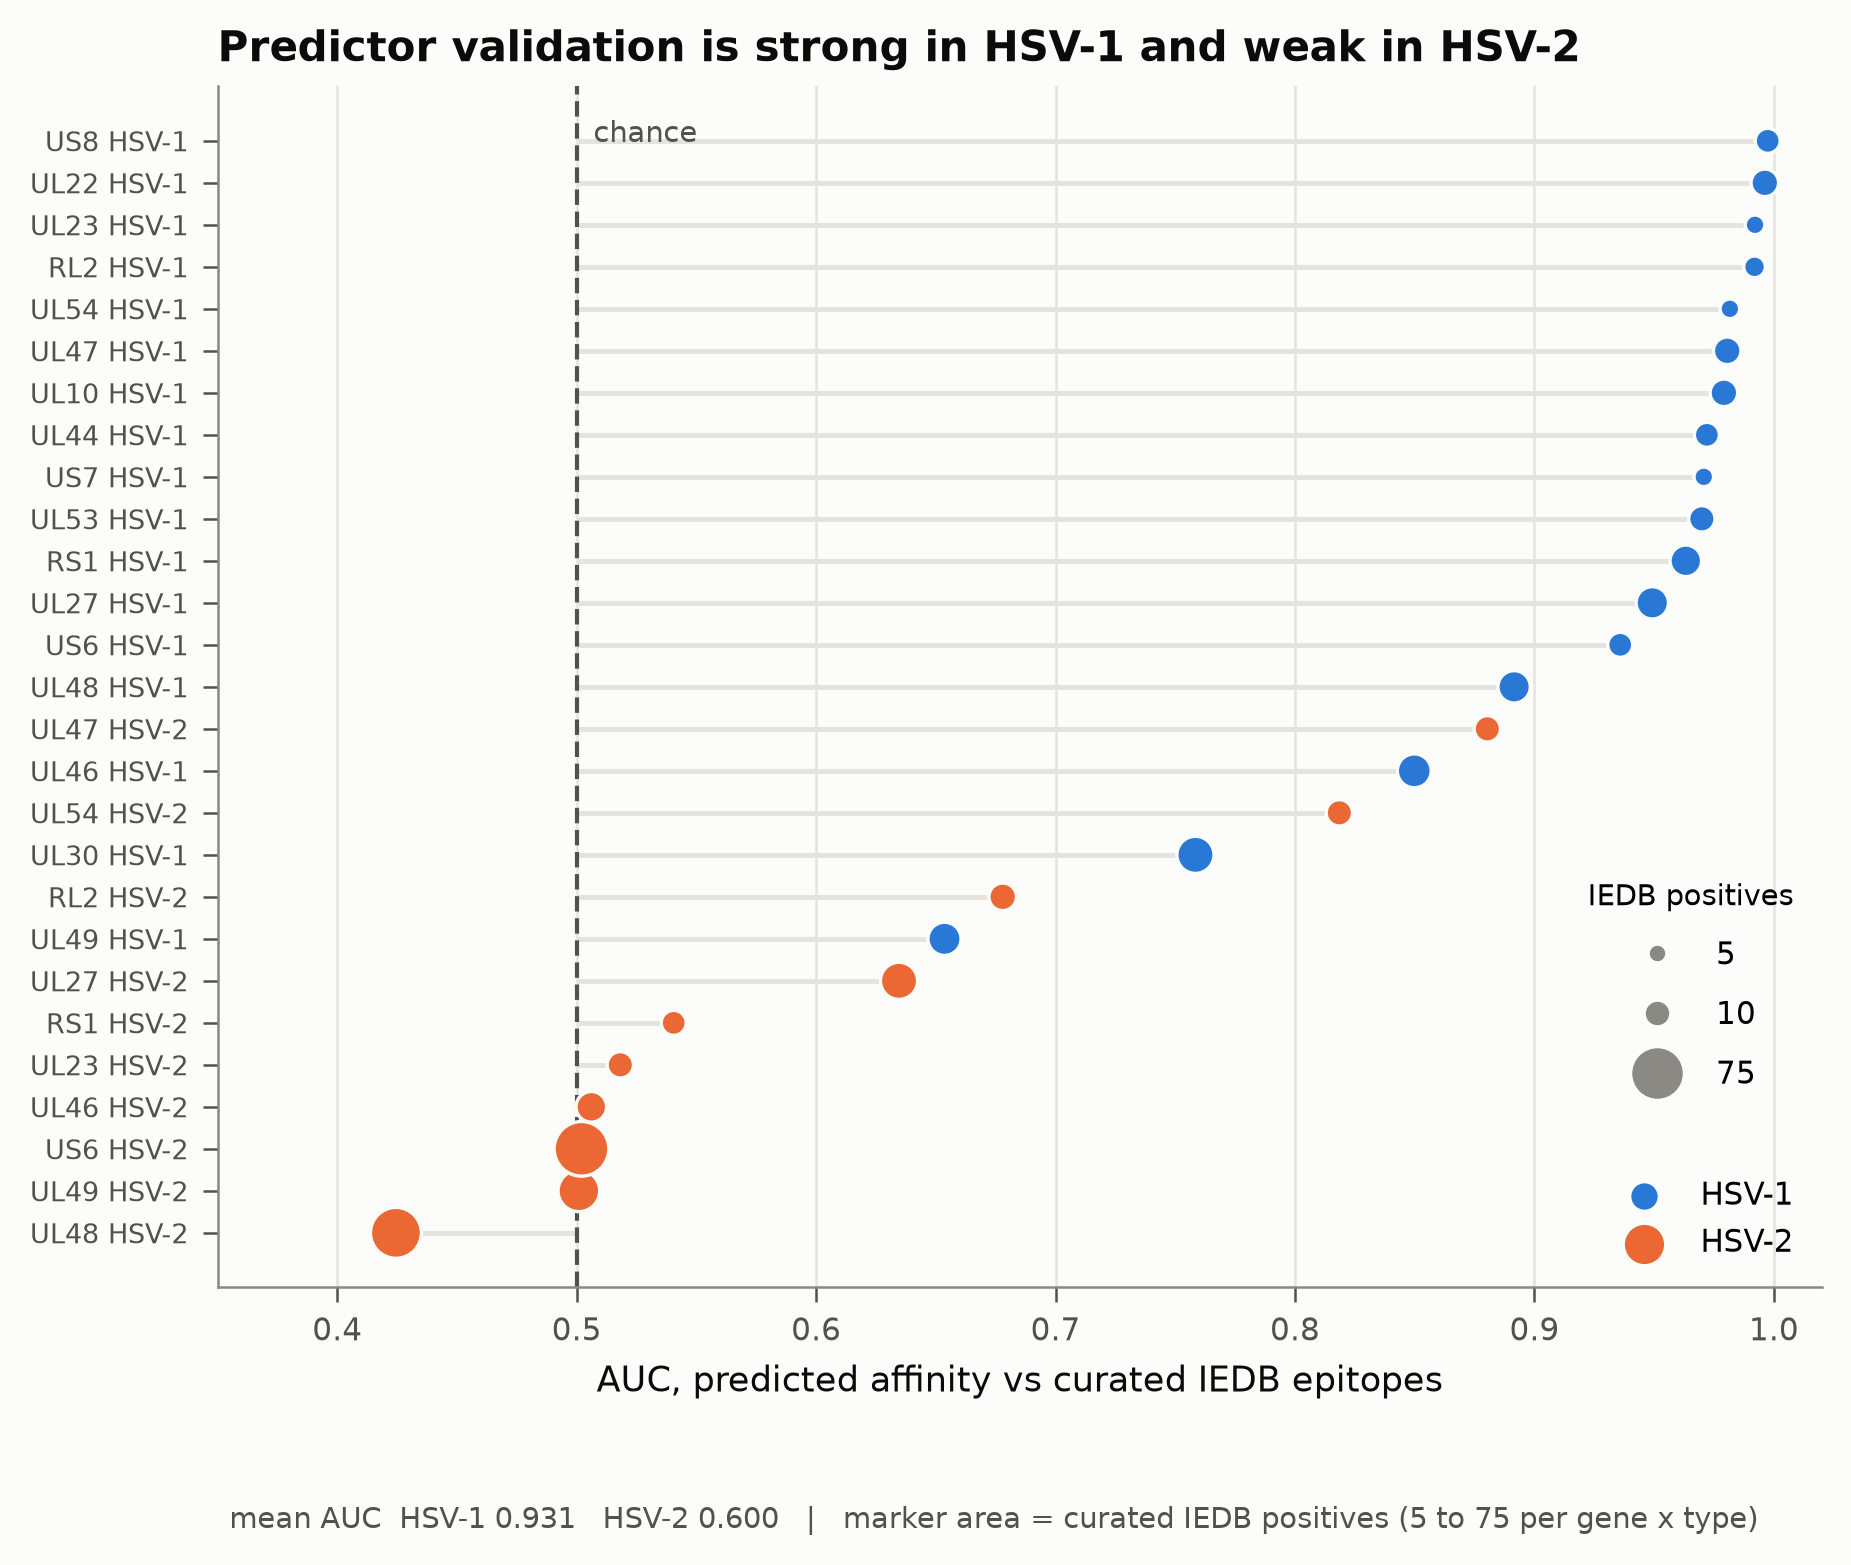 Predictor validation is strong in HSV-1 and weak in HSV-2
chance
US8 HSV-1
UL22 HSV-1
UL23 HSV-1
RL2 HSV-1
UL54 HSV-1
UL47 HSV-1
UL10 HSV-1
UL44 HSV-1
US7 HSV-1
UL53 HSV-1
RS1 HSV-1
UL27 HSV-1
US6 HSV-1
UL48 HSV-1
UL47 HSV-2
UL46 HSV-1
UL54 HSV-2
UL30 HSV-1
RL2 HSV-2
UL49 HSV-1
UL27 HSV-2
RS1 HSV-2
UL23 HSV-2
UL46 HSV-2
US6 HSV-2
UL49 HSV-2
UL48 HSV-2
IEDB positives
5
10
75
HSV-1
HSV-2
0.4 0.5 0.6 0.7 0.8 0.9 1.0
AUC, predicted affinity vs curated IEDB epitopes
mean AUC HSV-1 0.931 HSV-2 0.600 | marker area = curated IEDB positives (5 to 75 per gene x type)